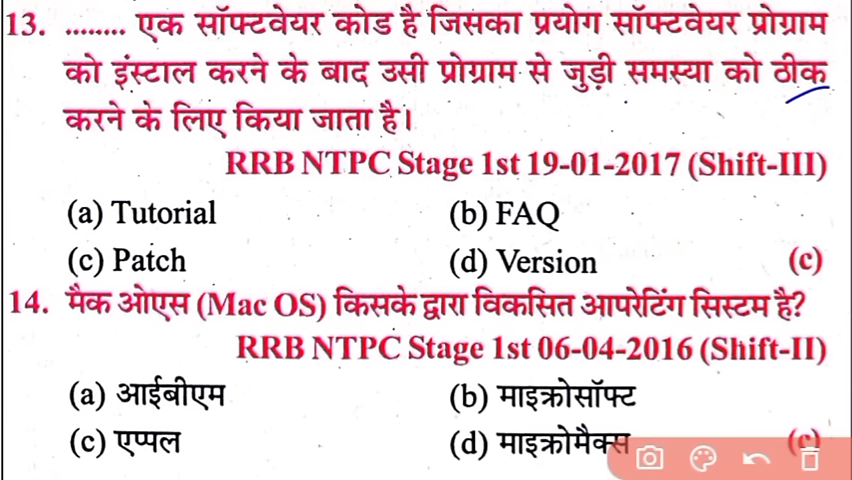 13. ........ एक सॉफ्टवेयर कोड है जिसका प्रयोग सॉफ्टवेयर प्रोग्राम
को इंस्टाल करने के बाद उसी प्रोग्राम से जुड़ी समस्या को ठीक
करने के लिए किया जाता है।
RRB NTPC Stage 1st 19-01-2017 (Shift-III)
(a) Tutorial (b) FAQ
(c) Patch (d) Version (c)
14. मैक ओएस (Mac OS) किसके द्वारा विकसित आपरेटिंग सिस्टम है?
RRB NTPC Stage 1st 06-04-2016 (Shift-II)
(a) आईबीएम (b) माइक्रोसॉफ्ट
(c) एप्पल (d) माइक्रोमैक्स (c)